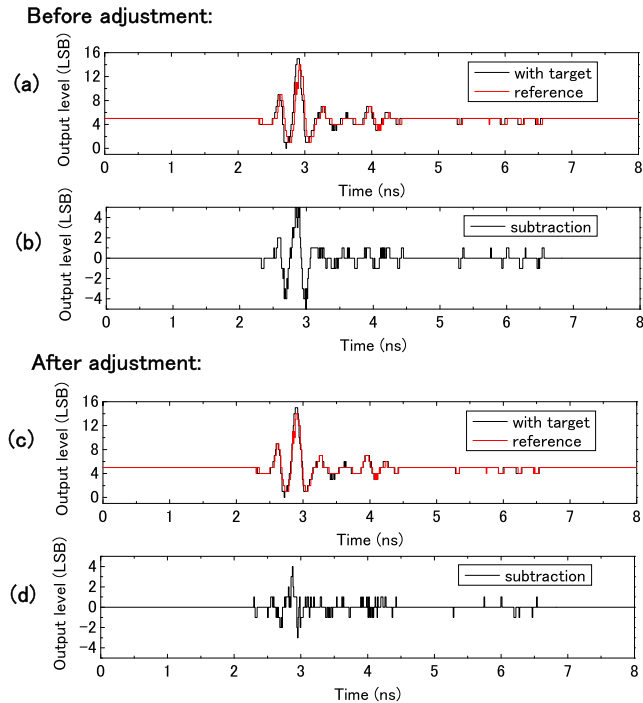 Before adjustment:
(a)
Output level (LSB)
16
12
8
4
0
with target
reference
0 1 2 3 4 5 6 7 8
Time (ns)
(b)
Output level (LSB)
4
2
0
-2
-4
subtraction
0 1 2 3 4 5 6 7 8
Time (ns)
After adjustment:
(c)
Output level (LSB)
16
12
8
4
0
with target
reference
0 1 2 3 4 5 6 7 8
Time (ns)
(d)
Output level (LSB)
4
2
0
-2
-4
subtraction
0 1 2 3 4 5 6 7 8
Time (ns)